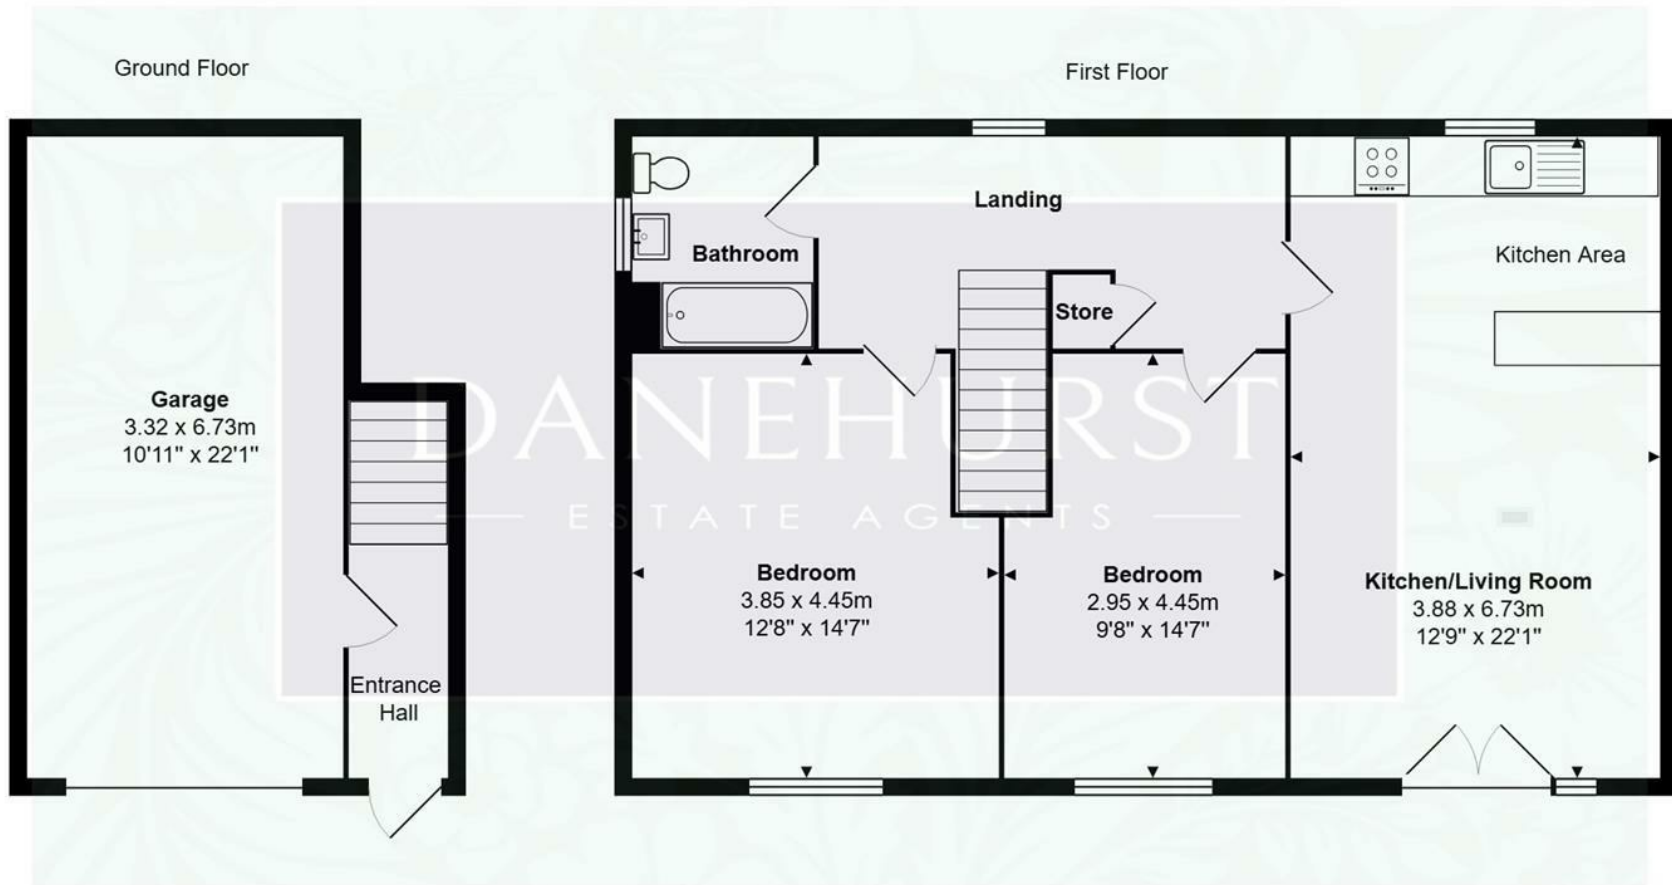 Ground Floor
First Floor
Garage
3.32 x 6.73m
10'11" x 22'1"
Entrance
Hall
Bathroom
Landing
Store
Kitchen Area
Bedroom
3.85 x 4.45m
12'8" x 14'7"
Bedroom
2.95 x 4.45m
9'8" x 14'7"
Kitchen/Living Room
3.88 x 6.73m
12'9" x 22'1"
DANEHURST
ESTATE AGENTS